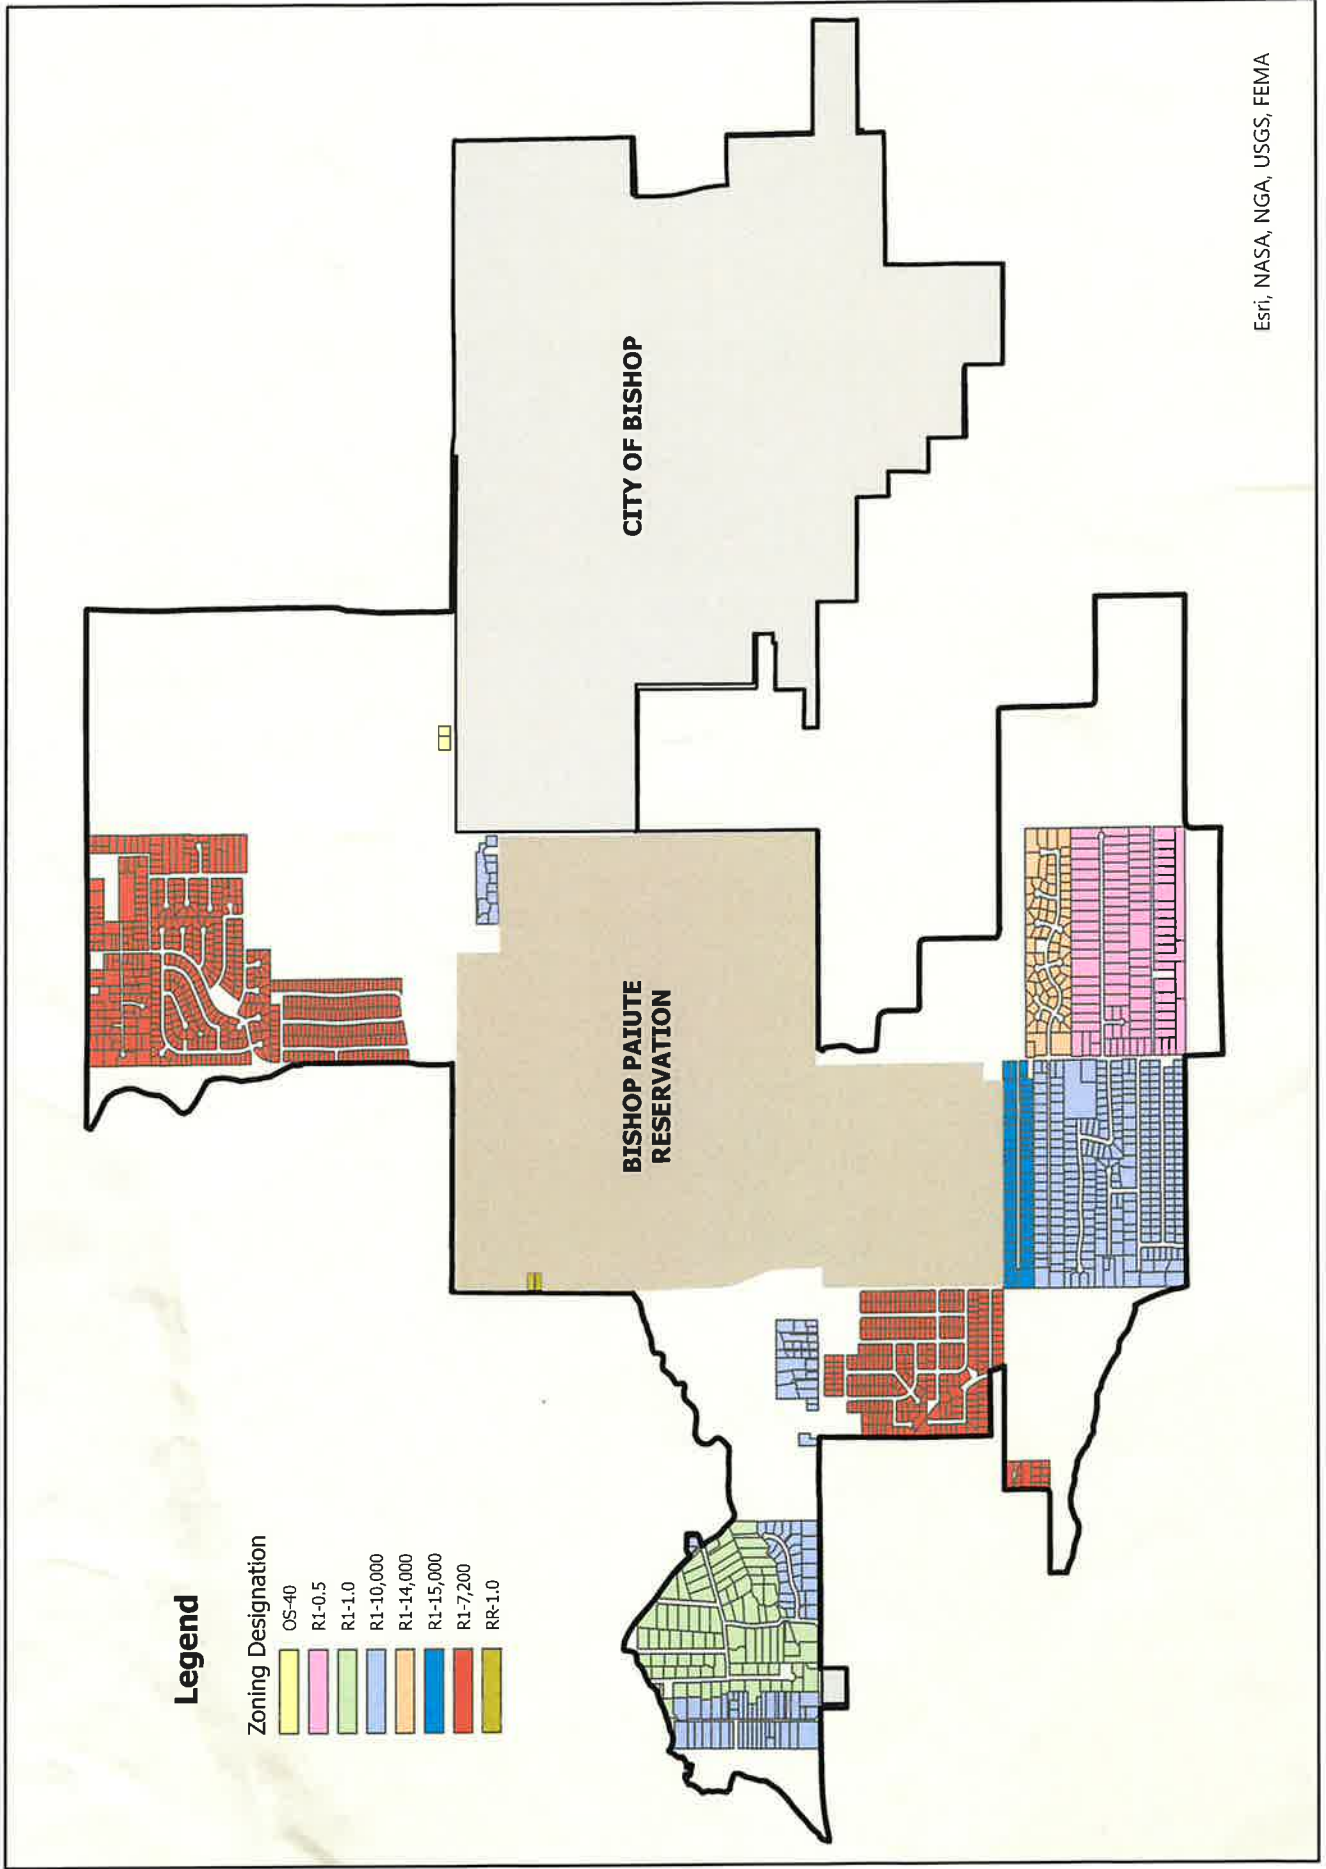 Legend
Zoning Designation
OS-40
R1-0.5
R1-1.0
R1-10,000
R1-14,000
R1-15,000
R1-7,200
RR-1.0
BISHOP PAIUTE
RESERVATION
CITY OF BISHOP
Esri, NASA, NGA, USGS, FEMA